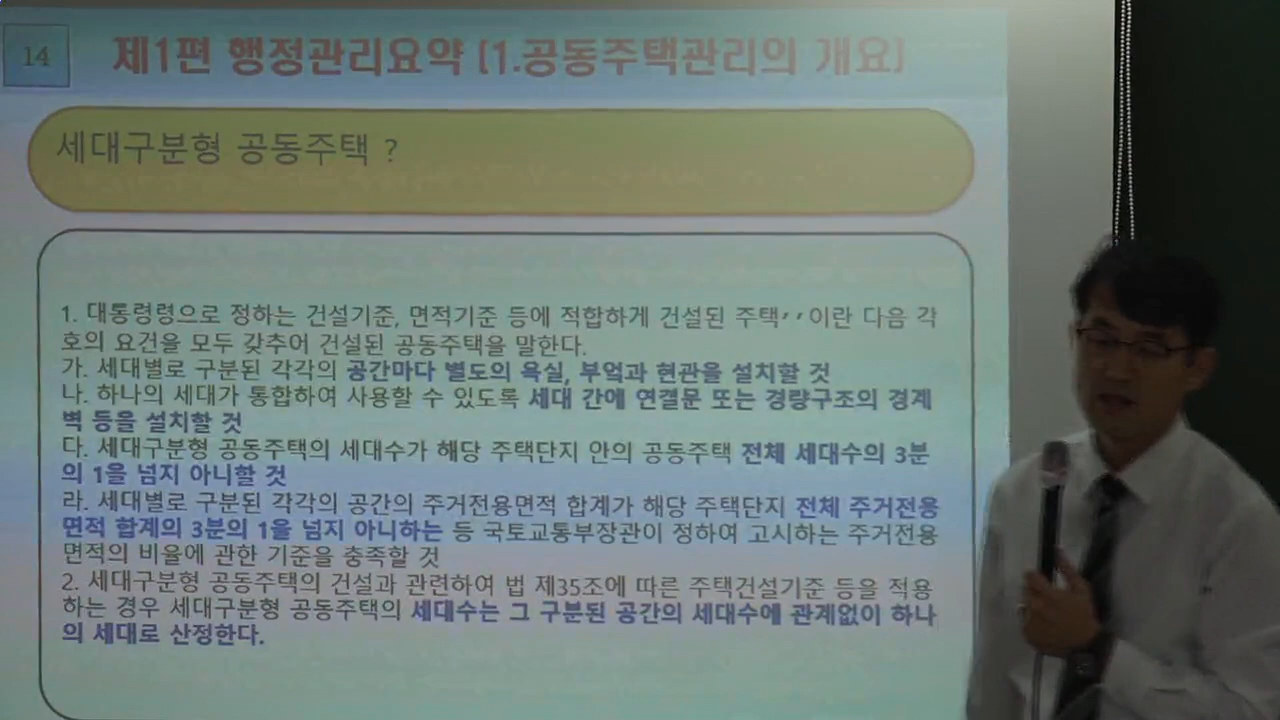 14
제1편 행정관리요약 [1.공동주택관리의 개요]
세대구분형 공동주택 ?
1. 대통령령으로 정하는 건설기준, 면적기준 등에 적합하게 건설된 주택’’이란 다음 각
호의 요건을 모두 갖추어 건설된 공동주택을 말한다.
가. 세대별로 구분된 각각의 공간마다 별도의 욕실, 부엌과 현관을 설치할 것
나. 하나의 세대가 통합하여 사용할 수 있도록 세대 간에 연결문 또는 경량구조의 경계
벽 등을 설치할 것
다. 세대구분형 공동주택의 세대수가 해당 주택단지 안의 공동주택 전체 세대수의 3분
의 1을 넘지 아니할 것
라. 세대별로 구분된 각각의 공간의 주거전용면적 합계가 해당 주택단지 전체 주거전용
면적 합계의 3분의 1을 넘지 아니하는 등 국토교통부장관이 정하여 고시하는 주거전용
면적의 비율에 관한 기준을 충족할 것
2. 세대구분형 공동주택의 건설과 관련하여 법 제35조에 따른 주택건설기준 등을 적용
하는 경우 세대구분형 공동주택의 세대수는 그 구분된 공간의 세대수에 관계없이 하나
의 세대로 산정한다.